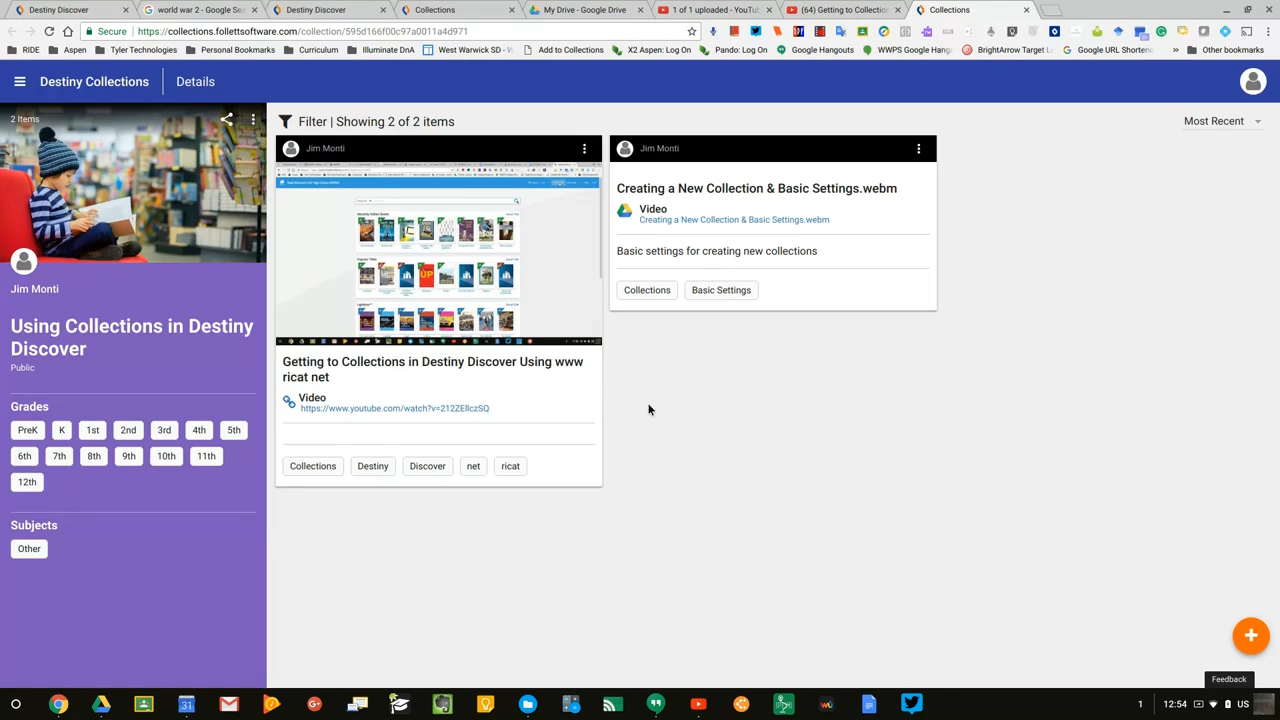 Destiny Discover
world war 2 - Google Sea
Destiny Discover
Collections
My Drive - Google Drive
1 of 1 uploaded - YouTu
(64) Getting to Collection
Collections
Secure
https://collections.follettsoftware.com/collection/595d166f00c97a0011a4d971
RIDE
Aspen
Tyler Technologies
Personal Bookmarks
Curriculum
Illuminate DnA
West Warwick SD - W
Add to Collections
X2 Aspen: Log On
Pando: Log On
Google Hangouts
WWPS Google Hang
BrightArrow Target L
Google URL Shortene
»
Other bookmarks
Destiny Collections
Details
2 Items
Filter | Showing 2 of 2 items
Most Recent
Jim Monti
Jim Monti
Creating a New Collection & Basic Settings.webm
Video
Creating a New Collection & Basic Settings.webm
Basic settings for creating new collections
Collections
Basic Settings
Jim Monti
Using Collections in Destiny
Discover
Public
Grades
PreK
K
1st
2nd
3rd
4th
5th
6th
7th
8th
9th
10th
11th
12th
Subjects
Other
Getting to Collections in Destiny Discover Using www
ricat net
Video
https://www.youtube.com/watch?v=212ZEllczSQ
Collections
Destiny
Discover
net
ricat
Feedback
1
12:54
US